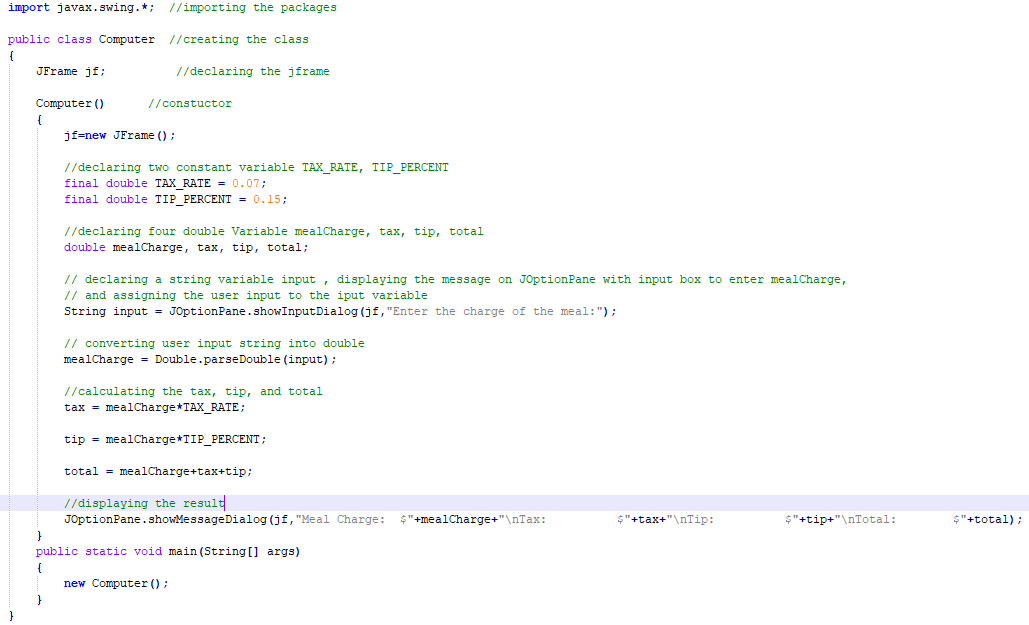 import javax.swing.*;  //importing the packages
public class Computer  //creating the class
{
    JFrame jf;          //declaring the jframe
    Computer()      //constuctor
    {
        jf=new JFrame();
        //declaring two constant variable TAX_RATE, TIP_PERCENT
        final double TAX_RATE = 0.07;
        final double TIP_PERCENT = 0.15;
        //declaring four double Variable mealCharge, tax, tip, total
        double mealCharge, tax, tip, total;
        // declaring a string variable input , displaying the message on JOptionPane with input box to enter mealCharge,
        // and assigning the user input to the iput variable
        String input = JOptionPane.showInputDialog(jf,"Enter the charge of the meal:");
        // converting user input string into double
        mealCharge = Double.parseDouble(input);
        //calculating the tax, tip, and total
        tax = mealCharge*TAX_RATE;
        tip = mealCharge*TIP_PERCENT;
        total = mealCharge+tax+tip;
        //displaying the result
        JOptionPane.showMessageDialog(jf,"Meal Charge:  $"+mealCharge+"\nTax:          $"+tax+"\nTip:          $"+tip+"\nTotal:        $"+total);
    }
    public static void main(String[] args)
    {
        new Computer();
    }
}